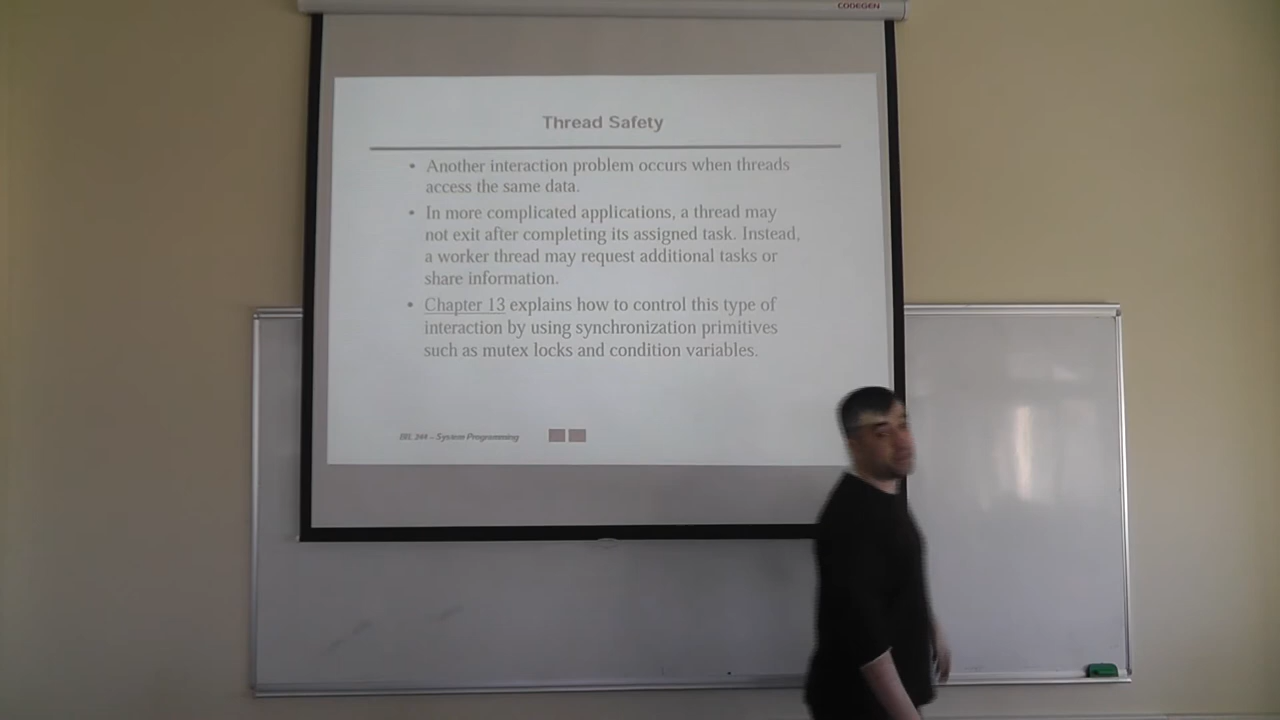 CODEGEN
Thread Safety
• Another interaction problem occurs when threads
access the same data.
• In more complicated applications, a thread may
not exit after completing its assigned task. Instead,
a worker thread may request additional tasks or
share information.
• Chapter 13 explains how to control this type of
interaction by using synchronization primitives
such as mutex locks and condition variables.
BIL 244 – System Programming